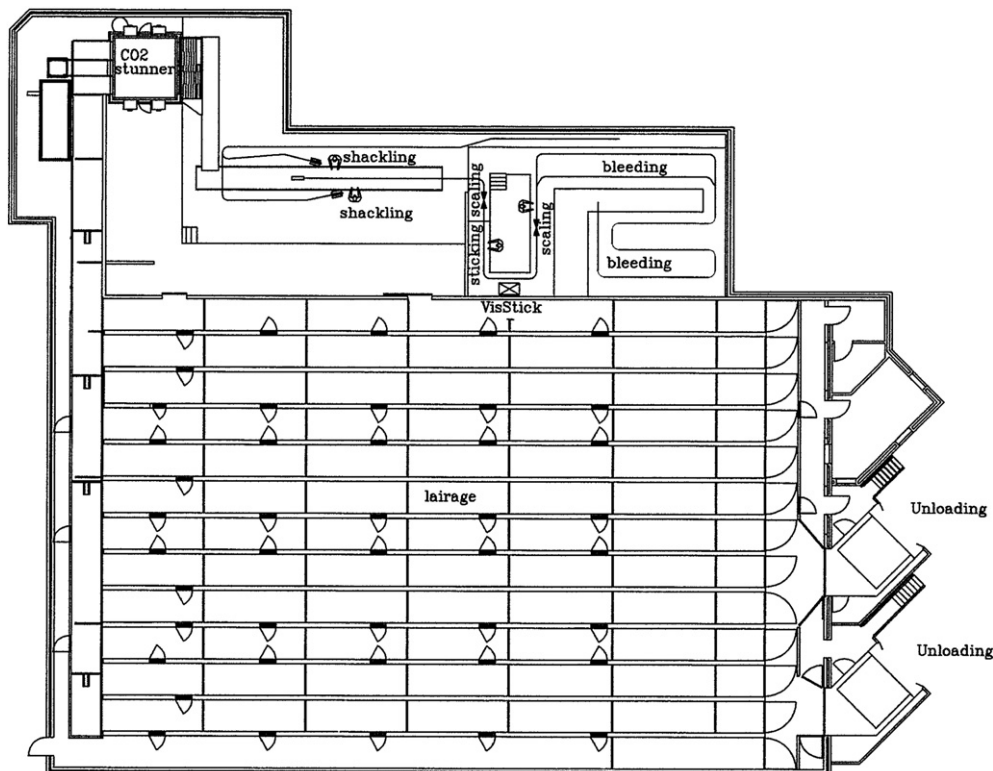 CO2
stunner
shackling
shackling
sticking scaling
scaling
bleeding
bleeding
VisStick
lairage
Unloading
Unloading